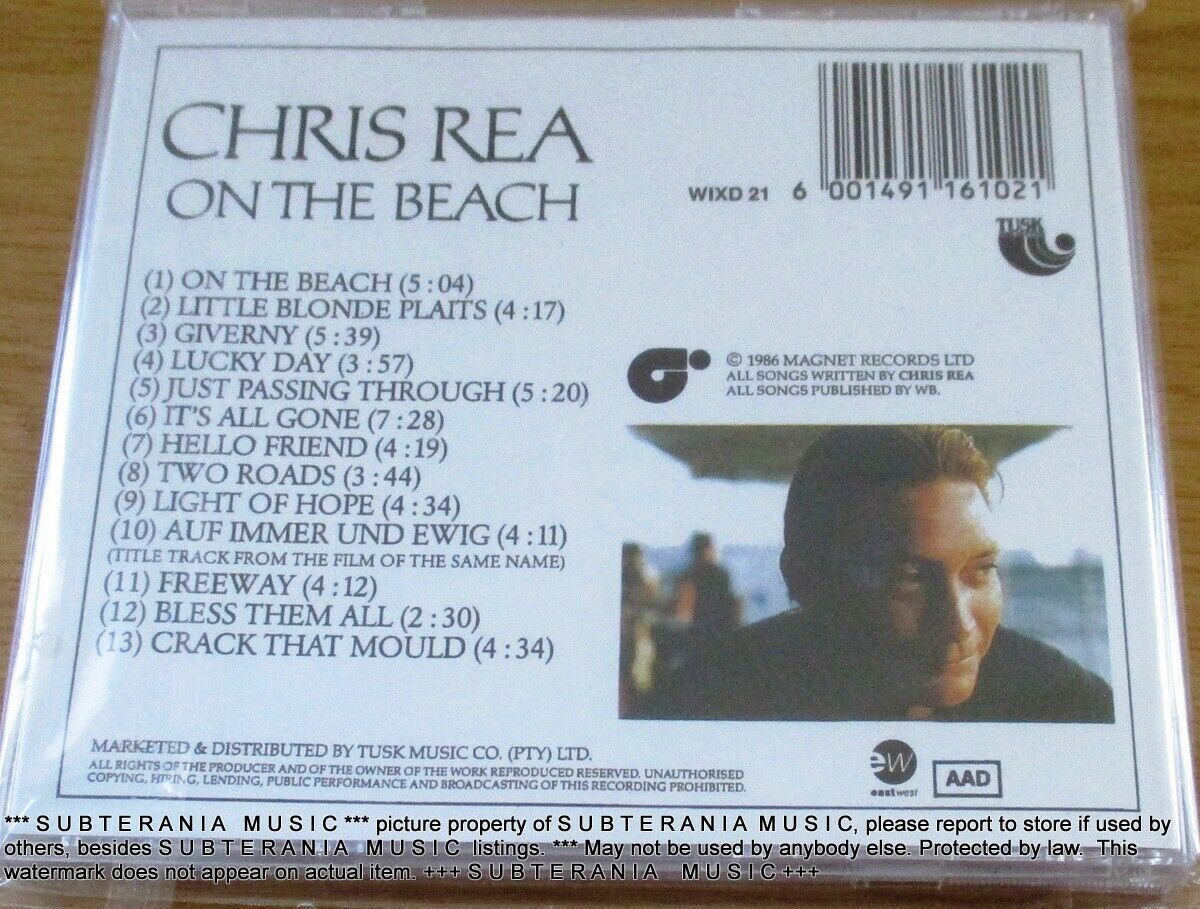 CHRIS REA
ON THE BEACH
WIXD 21
6 001491 161021
TUSK
(1) ON THE BEACH (5:04)
(2) LITTLE BLONDE PLAITS (4:17)
(3) GIVERNY (5:39)
(4) LUCKY DAY (3:57)
(5) JUST PASSING THROUGH (5:20)
(6) IT'S ALL GONE (7:28)
(7) HELLO FRIEND (4:19)
(8) TWO ROADS (3:44)
(9) LIGHT OF HOPE (4:34)
(10) AUF IMMER UND EWIG (4:11)
(TITLE TRACK FROM THE FILM OF THE SAME NAME)
(11) FREEWAY (4:12)
(12) BLESS THEM ALL (2:30)
(13) CRACK THAT MOULD (4:34)
© 1986 MAGNET RECORDS LTD
ALL SONGS WRITTEN BY CHRIS REA
ALL SONGS PUBLISHED BY WB.
MARKETED & DISTRIBUTED BY TUSK MUSIC CO. (PTY) LTD.
ALL RIGHTS OF THE PRODUCER AND OF THE OWNER OF THE WORK REPRODUCED RESERVED. UNAUTHORISED
COPYING, HIRING, LENDING, PUBLIC PERFORMANCE AND BROADCASTING OF THIS RECORDING PROHIBITED.
ew
eastwest
AAD
*** SUBTERANIA MUSIC *** picture property of SUBTERANIA MUSIC, please report to store if used by
others, besides SUBTERANIA MUSIC listings. *** May not be used by anybody else. Protected by law. This
watermark does not appear on actual item. +++ SUBTERANIA MUSIC +++